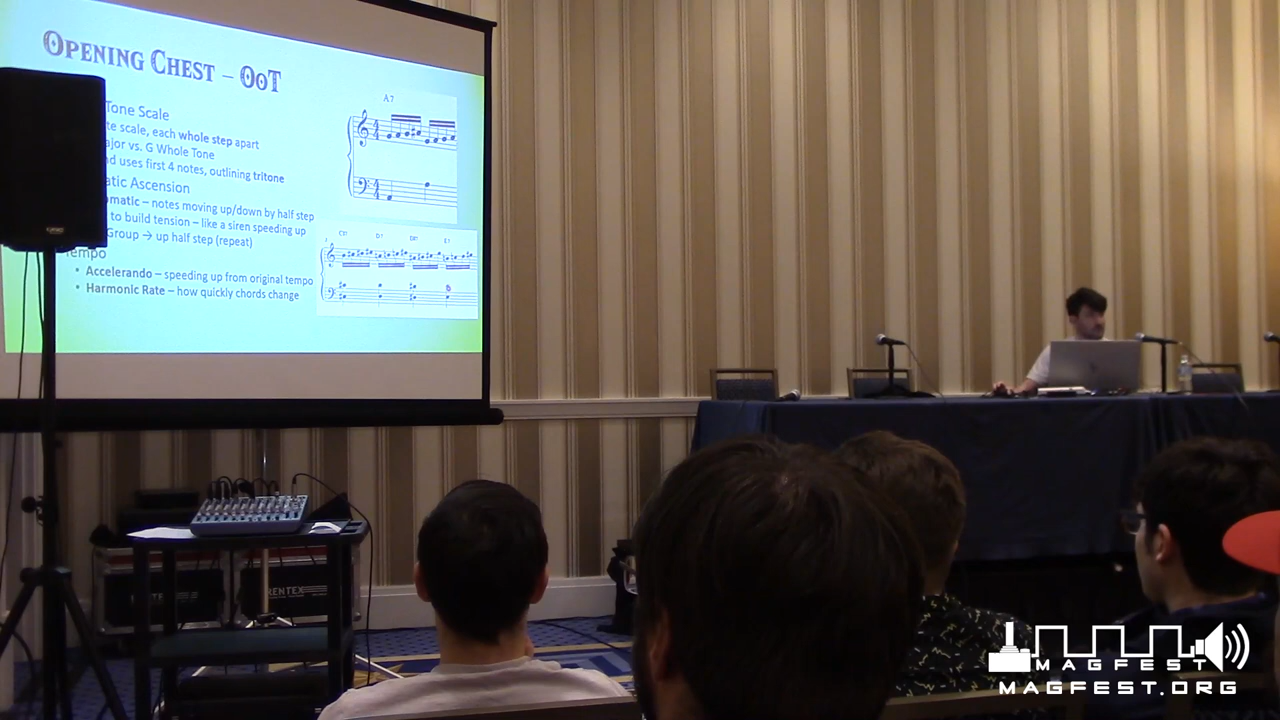 OPENING CHEST – OOT
Tone Scale
te scale, each whole step apart
ajor vs. G Whole Tone
nd uses first 4 notes, outlining tritone
atic Ascension
omatic – notes moving up/down by half step
to build tension – like a siren speeding up
Group → up half step (repeat)
Tempo
• Accelerando – speeding up from original tempo
• Harmonic Rate – how quickly chords change
A7
D7
E7
RENTEX
MAGFEST
MAGFEST.ORG